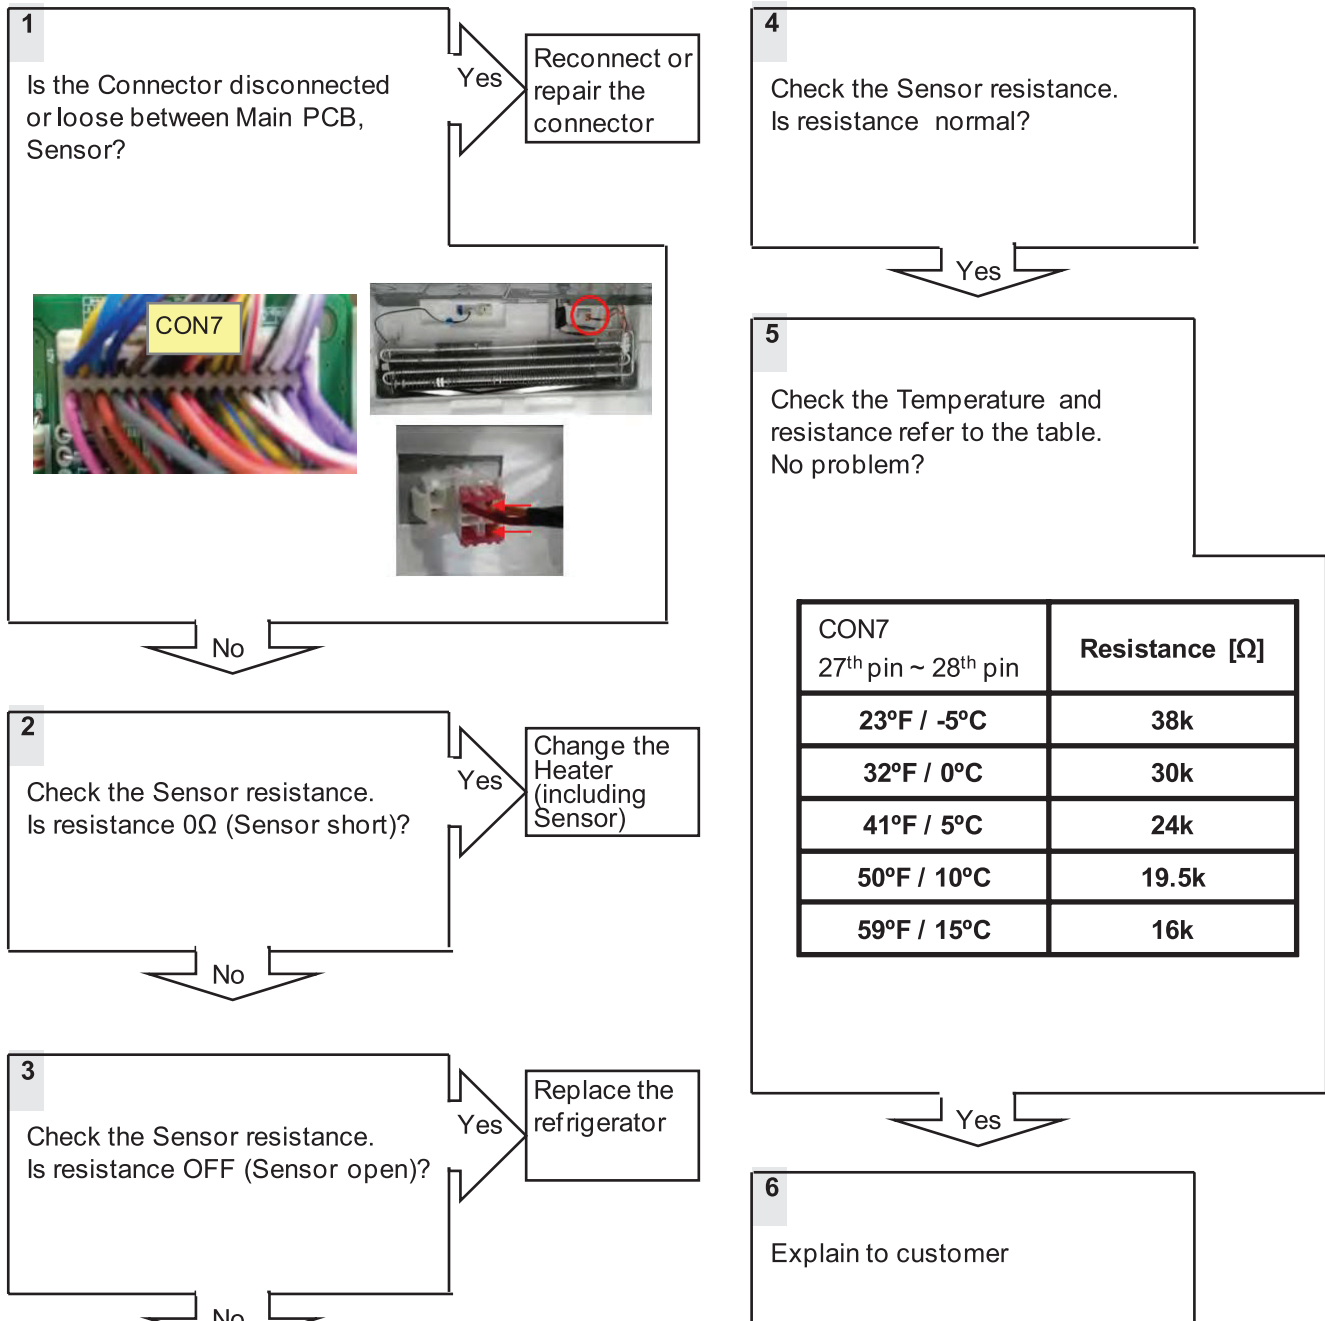 1
Is the Connector disconnected
or loose between Main PCB,
Sensor?
Yes
Reconnect or
repair the
connector
CON7
No
2
Check the Sensor resistance.
Is resistance 0Ω (Sensor short)?
Yes
Change the
Heater
(including
Sensor)
No
3
Check the Sensor resistance.
Is resistance OFF (Sensor open)?
Yes
Replace the
refrigerator
No
4
Check the Sensor resistance.
Is resistance normal?
Yes
5
Check the Temperature and
resistance refer to the table.
No problem?
CON7
27th pin ~ 28th pin
Resistance [Ω]
23ºF / -5ºC 38k
32ºF / 0ºC 30k
41ºF / 5ºC 24k
50ºF / 10ºC 19.5k
59ºF / 15ºC 16k
Yes
6
Explain to customer